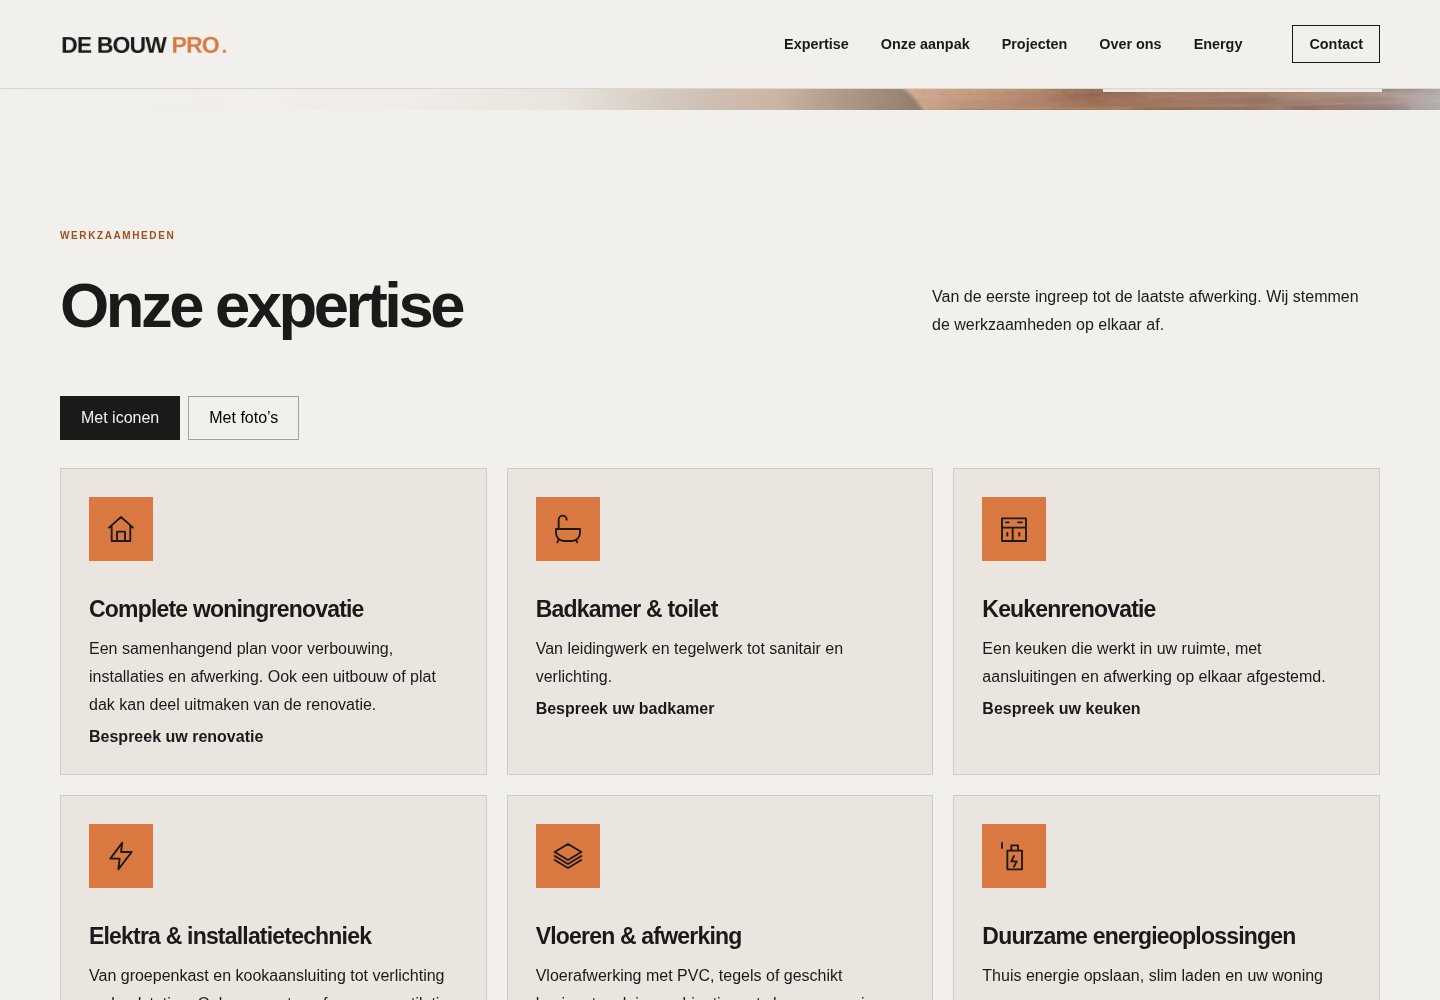 DE BOUW PRO.
Expertise
Onze aanpak
Projecten
Over ons
Energy
Contact
WERKZAAMHEDEN
Onze expertise
Van de eerste ingreep tot de laatste afwerking. Wij stemmen
de werkzaamheden op elkaar af.
Met iconen
Met foto’s
Complete woningrenovatie
Een samenhangend plan voor verbouwing,
installaties en afwerking. Ook een uitbouw of plat
dak kan deel uitmaken van de renovatie.
Bespreek uw renovatie
Badkamer & toilet
Van leidingwerk en tegelwerk tot sanitair en
verlichting.
Bespreek uw badkamer
Keukenrenovatie
Een keuken die werkt in uw ruimte, met
aansluitingen en afwerking op elkaar afgestemd.
Bespreek uw keuken
Elektra & installatietechniek
Van groepenkast en kookaansluiting tot verlichting
Vloeren & afwerking
Vloerafwerking met PVC, tegels of geschikt
Duurzame energieoplossingen
Thuis energie opslaan, slim laden en uw woning